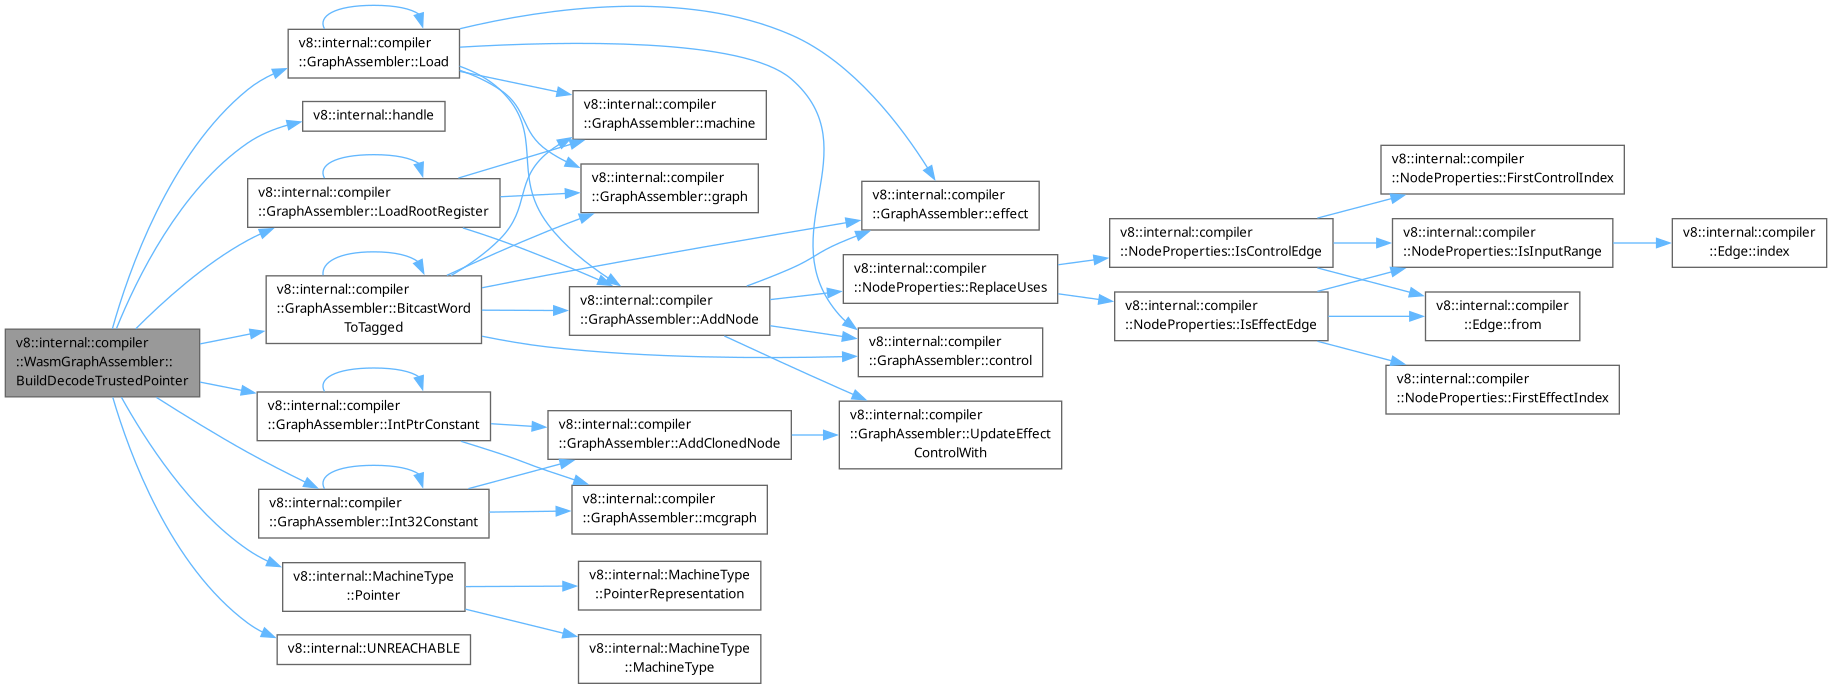 v8::internal::compiler
::WasmGraphAssembler::
BuildDecodeTrustedPointer
v8::internal::compiler
::GraphAssembler::Load
v8::internal::handle
v8::internal::compiler
::GraphAssembler::LoadRootRegister
v8::internal::compiler
::GraphAssembler::BitcastWord
ToTagged
v8::internal::compiler
::GraphAssembler::IntPtrConstant
v8::internal::compiler
::GraphAssembler::Int32Constant
v8::internal::MachineType
::Pointer
v8::internal::UNREACHABLE
v8::internal::compiler
::GraphAssembler::machine
v8::internal::compiler
::GraphAssembler::graph
v8::internal::compiler
::GraphAssembler::AddNode
v8::internal::compiler
::GraphAssembler::AddClonedNode
v8::internal::compiler
::GraphAssembler::mcgraph
v8::internal::MachineType
::PointerRepresentation
v8::internal::MachineType
::MachineType
v8::internal::compiler
::GraphAssembler::effect
v8::internal::compiler
::NodeProperties::ReplaceUses
v8::internal::compiler
::GraphAssembler::control
v8::internal::compiler
::GraphAssembler::UpdateEffect
ControlWith
v8::internal::compiler
::NodeProperties::IsControlEdge
v8::internal::compiler
::NodeProperties::IsEffectEdge
v8::internal::compiler
::NodeProperties::FirstControlIndex
v8::internal::compiler
::NodeProperties::IsInputRange
v8::internal::compiler
::Edge::from
v8::internal::compiler
::NodeProperties::FirstEffectIndex
v8::internal::compiler
::Edge::index